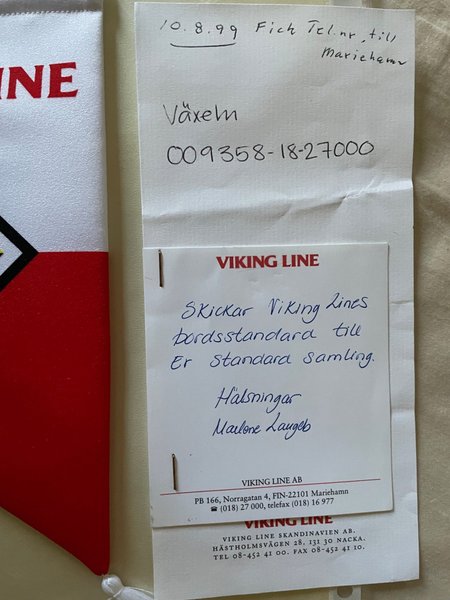 INE
10.8.99 Fick Tel.nr. till
Mariehamn
Växeln
009358-18-27000
VIKING LINE
Skickar Viking Lines
bordsstandard till
Er standard samling.
Hälsningar
VIKING LINE AB
PB 166, Norragatan 4, FIN-22101 Mariehamn
☎ (018) 27 000, telefax (018) 16 977
VIKING LINE
VIKING LINE SKANDINAVIEN AB.
HÄSTHOLMSVÄGEN 28, 131 30 NACKA.
TEL 08-452 41 00. FAX 08-452 41 10.